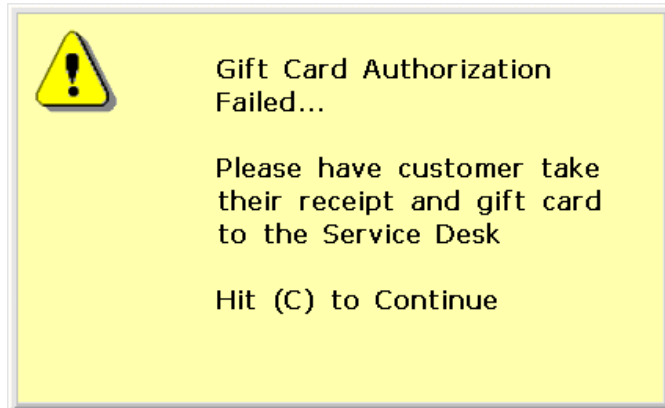 Gift Card Authorization
Failed...
Please have customer take
their receipt and gift card
to the Service Desk
Hit (C) to Continue